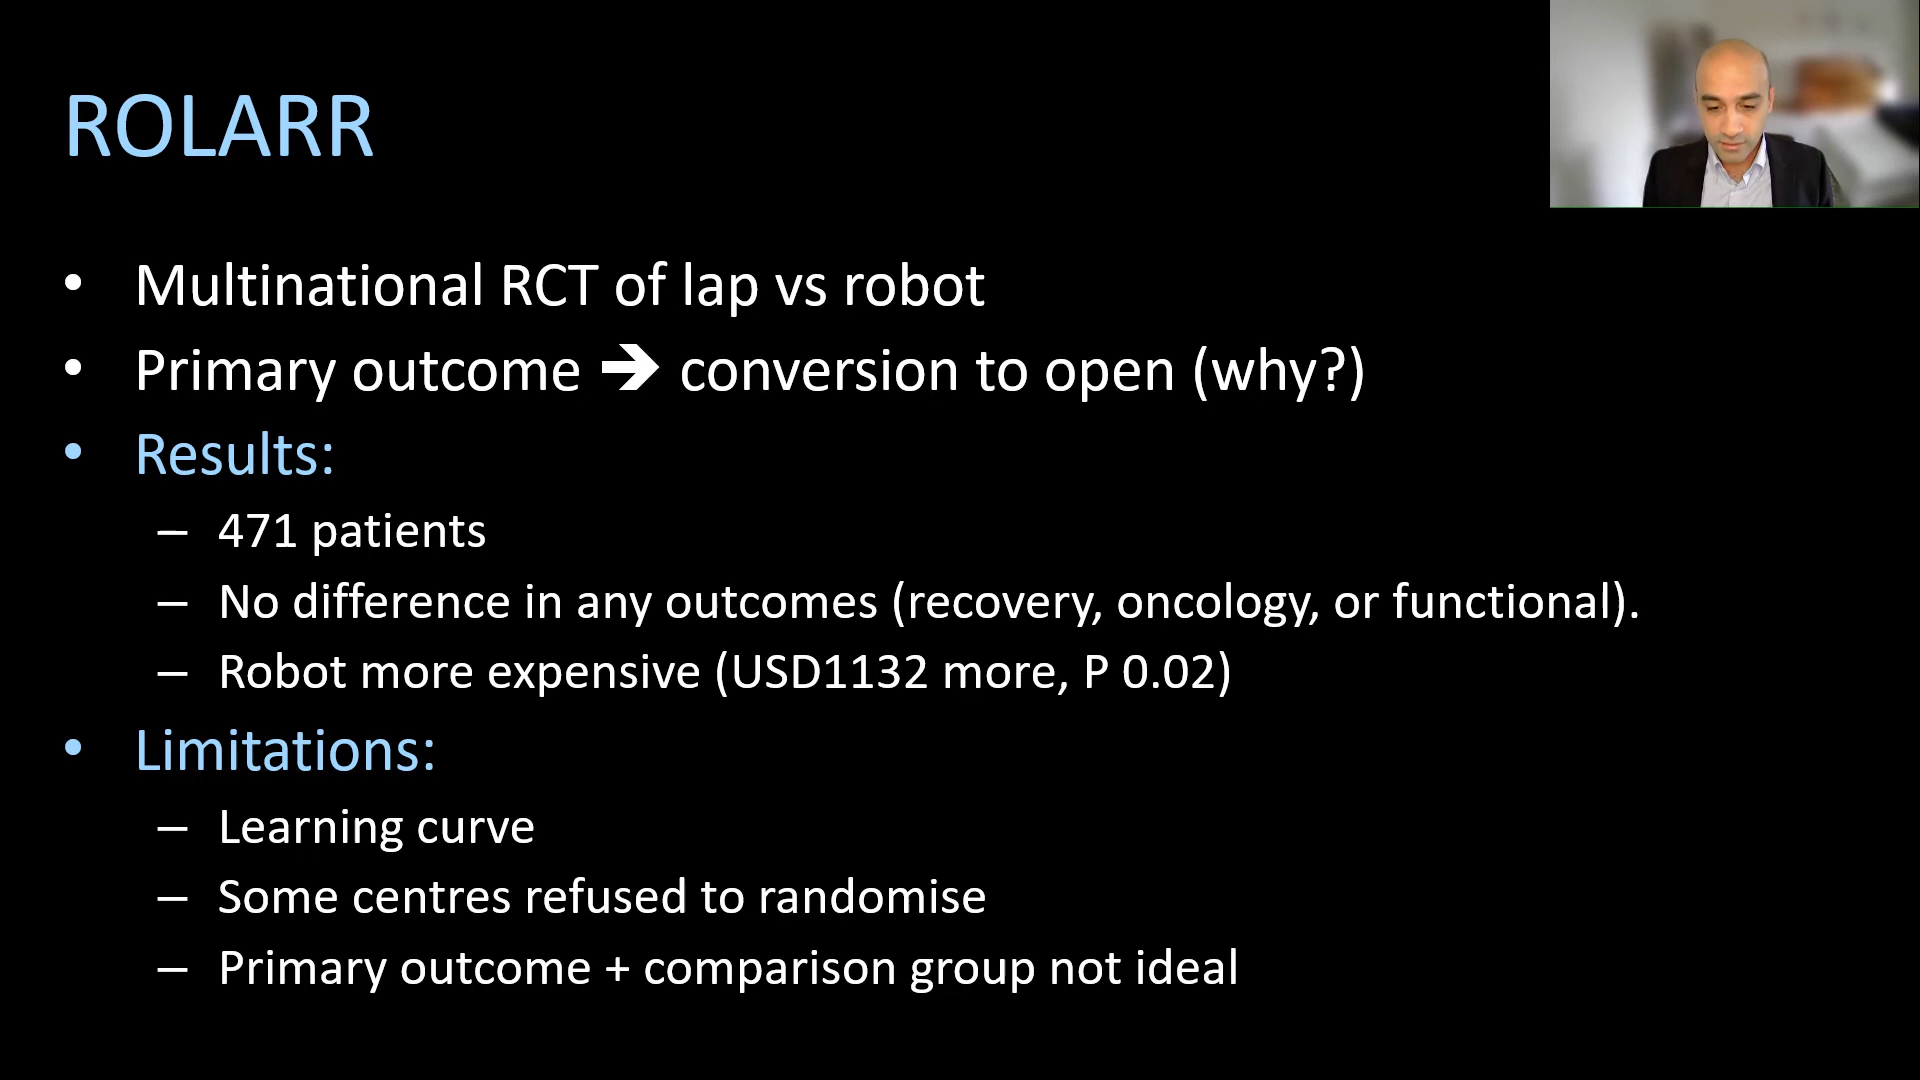 ROLARR
• Multinational RCT of lap vs robot
• Primary outcome 🡺 conversion to open (why?)
• Results:
– 471 patients
– No difference in any outcomes (recovery, oncology, or functional).
– Robot more expensive (USD1132 more, P 0.02)
• Limitations:
– Learning curve
– Some centres refused to randomise
– Primary outcome + comparison group not ideal